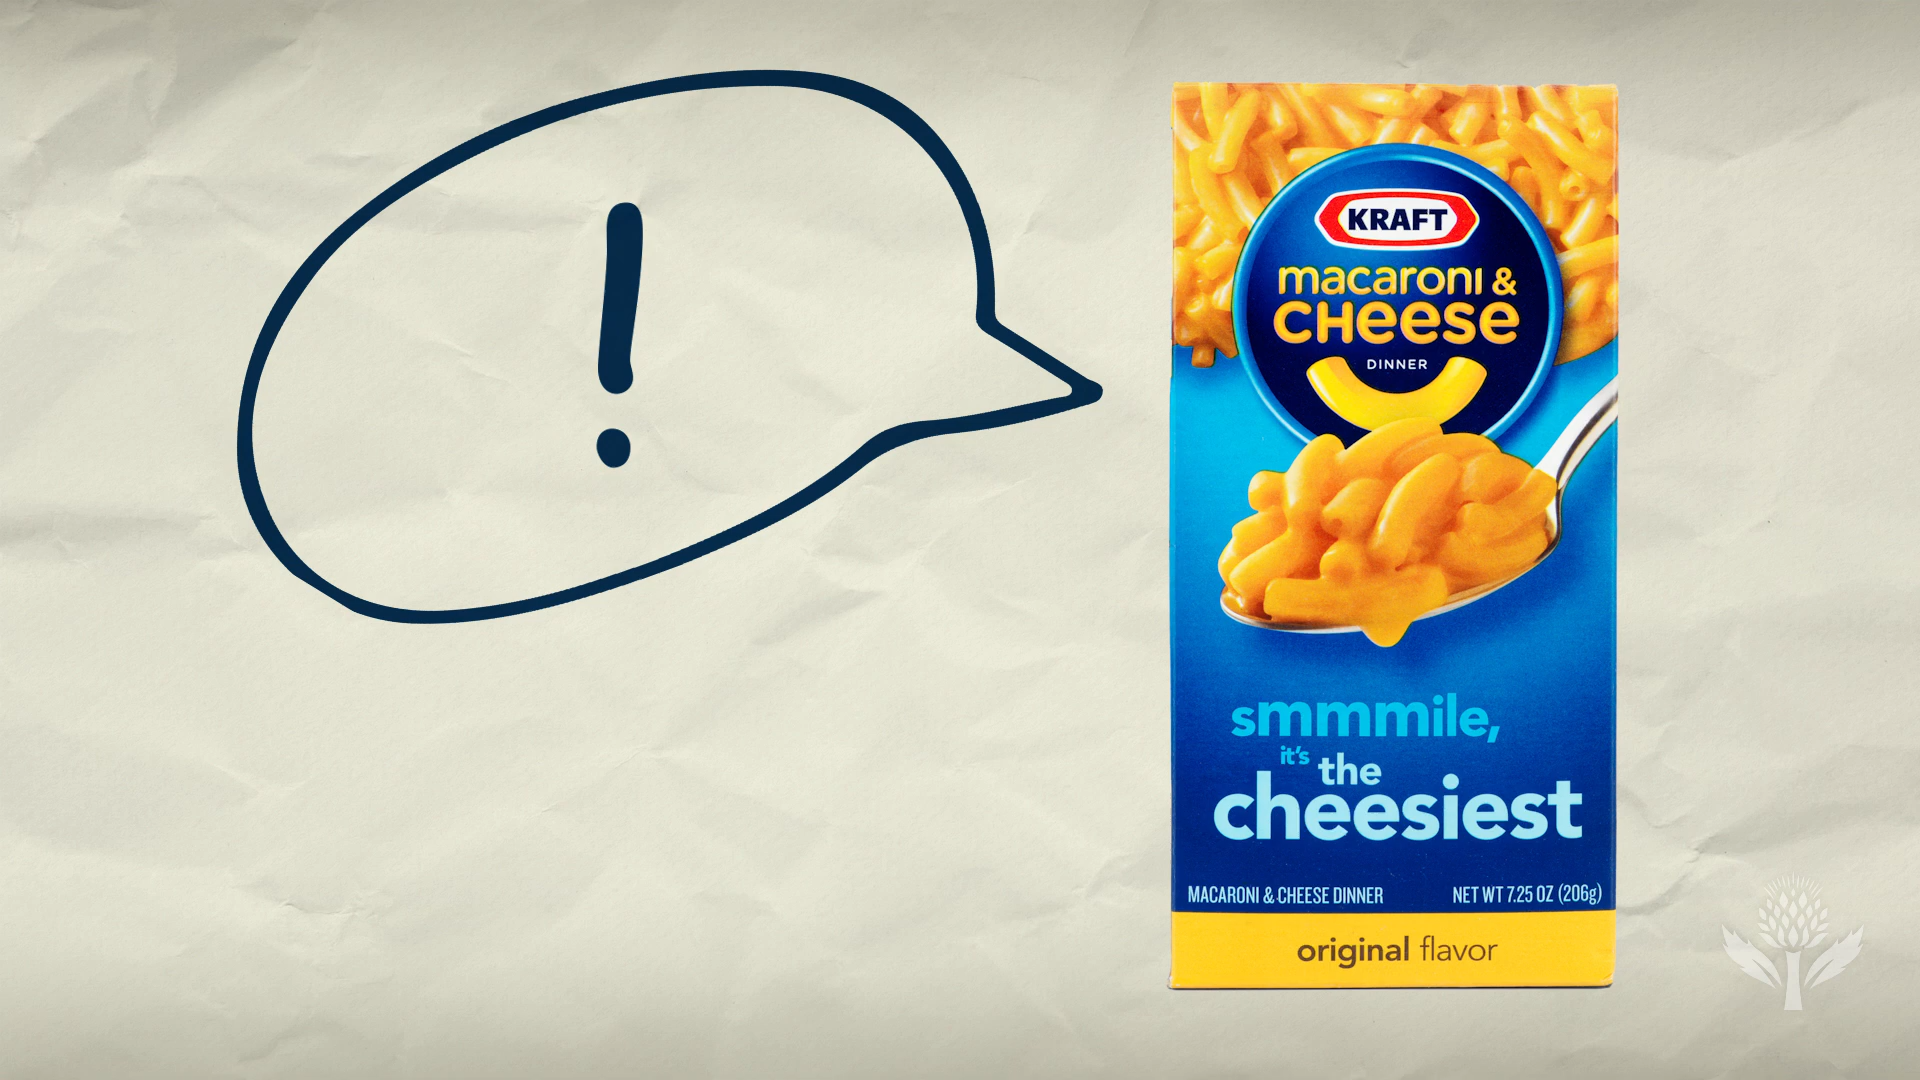 !
KRAFT
macaroni &
CHeese
DINNER
smmmile,
it's the
cheesiest
MACARONI & CHEESE DINNER NET WT 7.25 OZ (206g)
original flavor